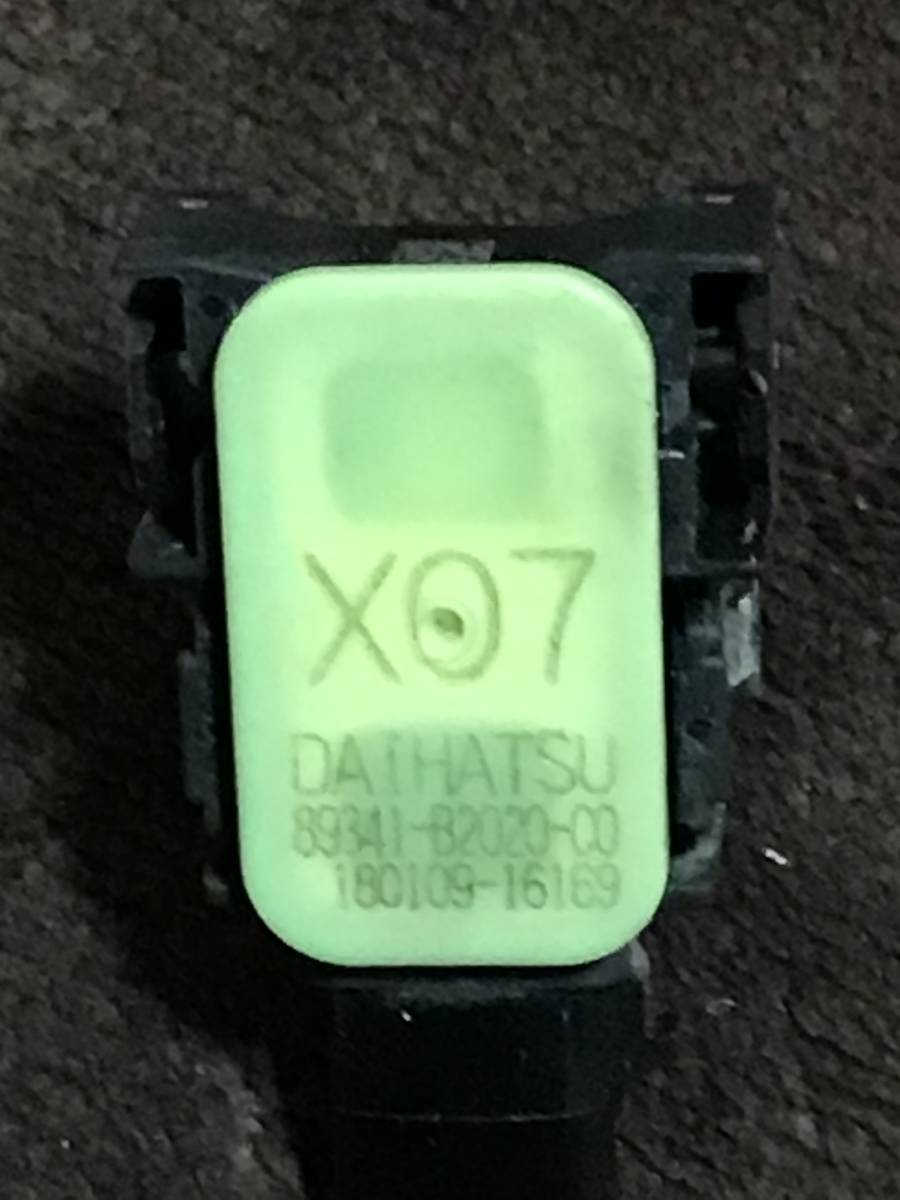 X07
DAIHATSU
89341-B2020-C0
180109-16169